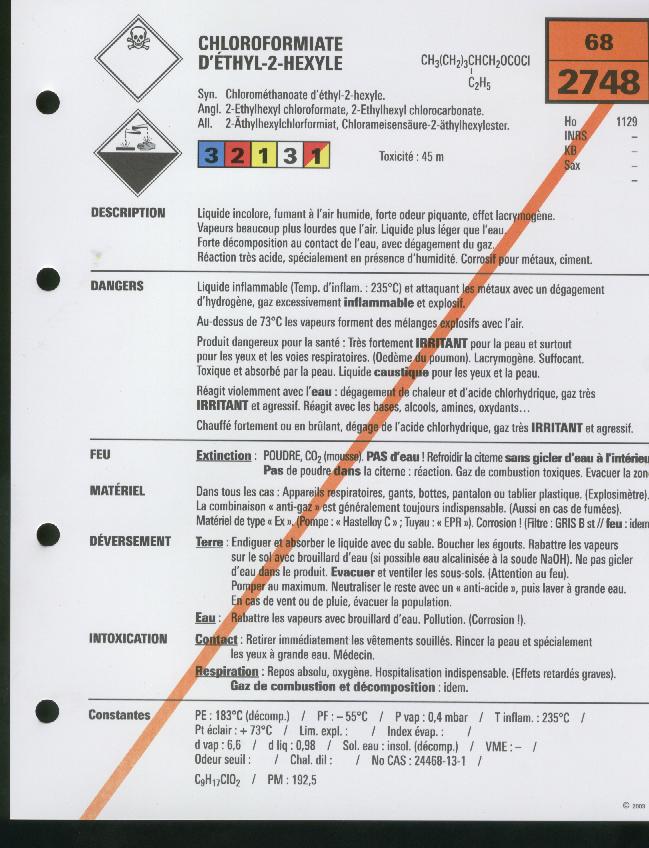 CHLOROFORMIATE
D'ÉTHYL-2-HEXYLE
CH₃(CH₂)₃CHCH₂OCOCl
C₂H₅
68
2748
Syn. Chlorométhanoate d'éthyl-2-hexyle.
Angl. 2-Ethylhexyl chloroformate, 2-Ethylhexyl chlorocarbonate.
All. 2-Äthylhexylchlorformiat, Chlorameisensäure-2-äthylhexylester.
Ho 1129
INRS –
KB –
Sax –
–
3 2 1 3 1
Toxicité : 45 m
DESCRIPTION
Liquide incolore, fumant à l'air humide, forte odeur piquante, effet lacrymogène.
Vapeurs beaucoup plus lourdes que l'air. Liquide plus léger que l'eau.
Forte décomposition au contact de l'eau, avec dégagement du gaz.
Réaction très acide, spécialement en présence d'humidité. Corrosif pour métaux, ciment.
DANGERS
Liquide inflammable (Temp. d'inflam. : 235°C) et attaquant les métaux avec un dégagement
d'hydrogène, gaz excessivement inflammable et explosif.
Au-dessus de 73°C les vapeurs forment des mélanges explosifs avec l'air.
Produit dangereux pour la santé : Très fortement IRRITANT pour la peau et surtout
pour les yeux et les voies respiratoires. (Oedème du poumon). Lacrymogène. Suffocant.
Toxique et absorbé par la peau. Liquide caustique pour les yeux et la peau.
Réagit violemment avec l'eau : dégagement de chaleur et d'acide chlorhydrique, gaz très
IRRITANT et agressif. Réagit avec les bases, alcools, amines, oxydants...
Chauffé fortement ou en brûlant, dégage de l'acide chlorhydrique, gaz très IRRITANT et agressif.
FEU
Extinction : POUDRE, CO₂ (mousse). PAS d'eau ! Refroidir la citerne sans gicler d'eau à l'intérieu
Pas de poudre dans la citerne : réaction. Gaz de combustion toxiques. Evacuer la zon
MATÉRIEL
Dans tous les cas : Appareils respiratoires, gants, bottes, pantalon ou tablier plastique. (Explosimètre).
La combinaison « anti-gaz » est généralement toujours indispensable. (Aussi en cas de fumées).
Matériel de type « Ex ». (Pompe : « Hastelloy C » ; Tuyau : « EPR »). Corrosion ! (Filtre : GRIS B st // feu : idem
DÉVERSEMENT
Terre : Endiguer et absorber le liquide avec du sable. Boucher les égouts. Rabattre les vapeurs
sur le sol avec brouillard d'eau (si possible eau alcalinisée à la soude NaOH). Ne pas gicler
d'eau dans le produit. Evacuer et ventiler les sous-sols. (Attention au feu).
Pomper au maximum. Neutraliser le reste avec un « anti-acide », puis laver à grande eau.
En cas de vent ou de pluie, évacuer la population.
Eau : Rabattre les vapeurs avec brouillard d'eau. Pollution. (Corrosion !).
INTOXICATION
Contact : Retirer immédiatement les vêtements souillés. Rincer la peau et spécialement
les yeux à grande eau. Médecin.
Respiration : Repos absolu, oxygène. Hospitalisation indispensable. (Effets retardés graves).
Gaz de combustion et décomposition : idem.
Constantes
PE : 183°C (décomp.) / PF : – 55°C / P vap : 0,4 mbar / T inflam. : 235°C /
Pt éclair : + 73°C / Lim. expl. : / Index évap. : /
d vap : 6,6 / d liq : 0,98 / Sol. eau : insol. (décomp.) / VME : – /
Odeur seuil : / Chal. dil : / No CAS : 24468-13-1 /
C₉H₁₇ClO₂ / PM : 192,5
© 2003